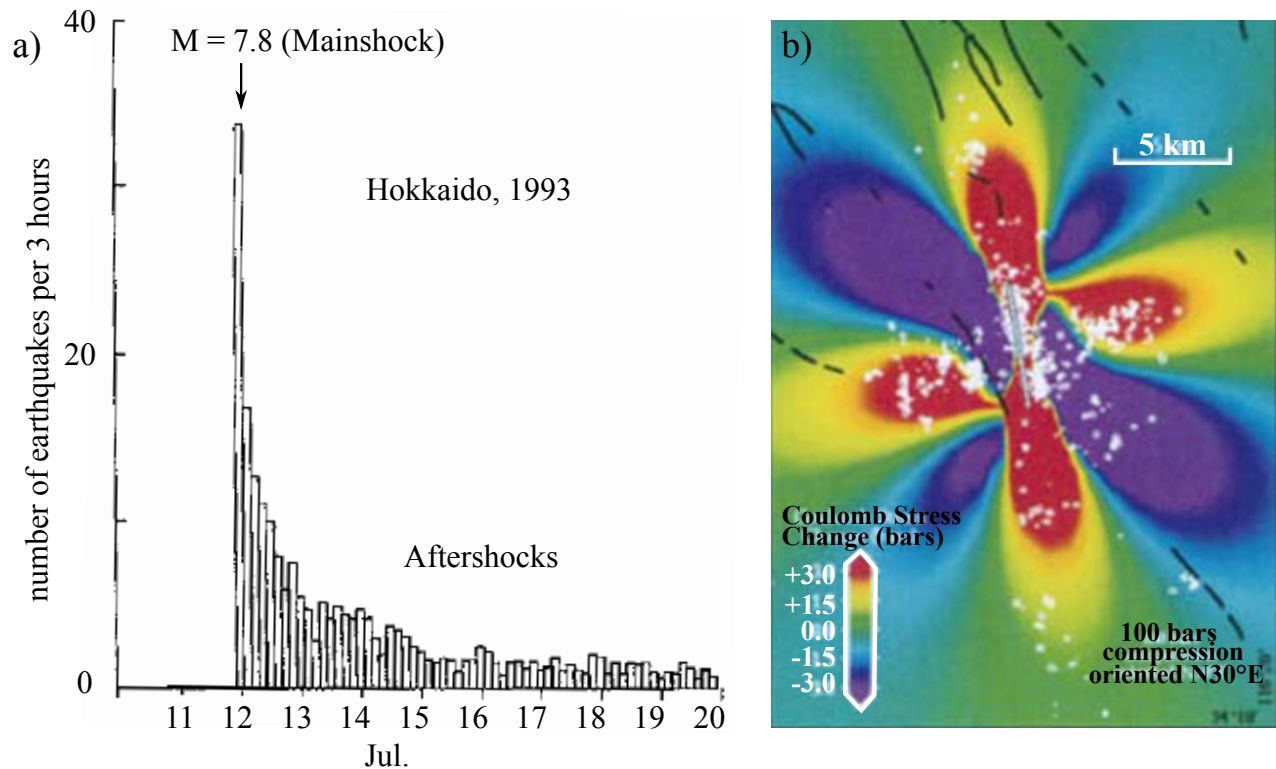 a)
M = 7.8 (Mainshock)
Hokkaido, 1993
Aftershocks
number of earthquakes per 3 hours
40
20
0
11 12 13 14 15 16 17 18 19 20
Jul.
b)
5 km
Coulomb Stress
Change (bars)
+3.0
+1.5
0.0
-1.5
-3.0
100 bars
compression
oriented N30°E